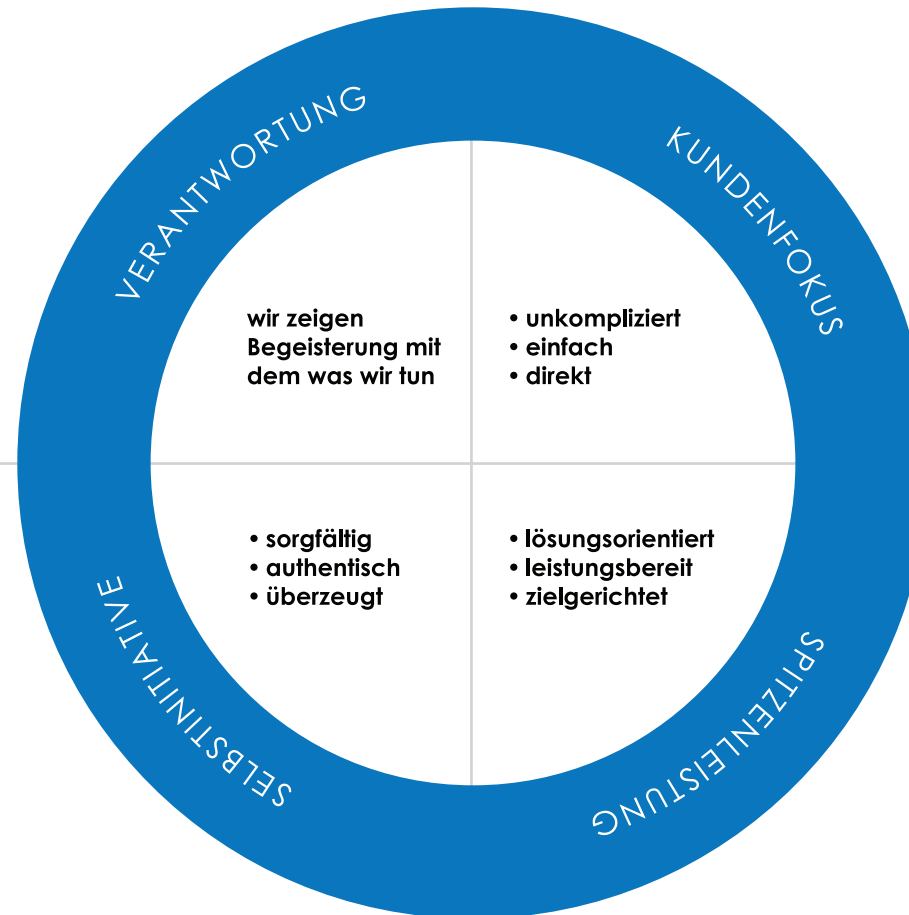 VERANTWORTUNG
KUNDENFOKUS
wir zeigen
Begeisterung mit
dem was wir tun
• unkompliziert
• einfach
• direkt
• sorgfältig
• authentisch
• überzeugt
• lösungsorientiert
• leistungsbereit
• zielgerichtet
SELBSTINITIATIVE
SPITZENLEISTUNG